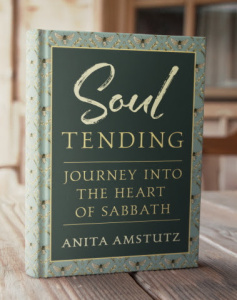 Soul
TENDING
JOURNEY INTO
THE HEART
OF SABBATH
ANITA AMSTUTZ